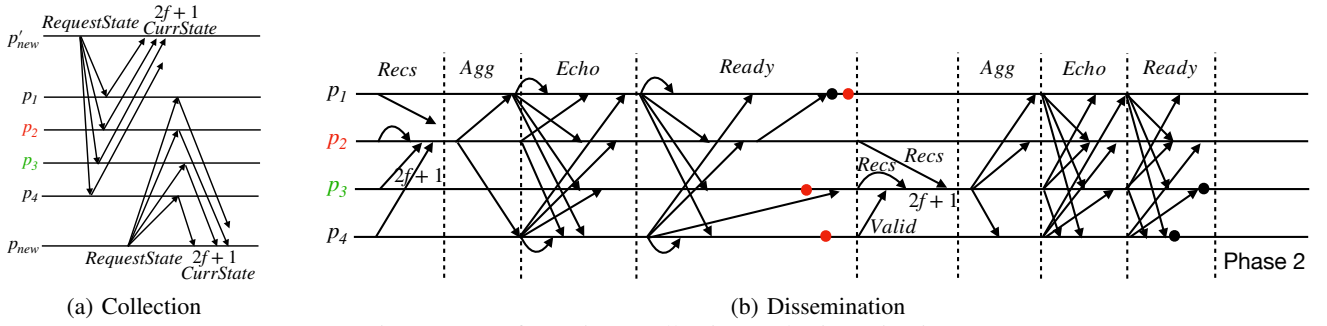 RequestState
2f + 1
CurrState
p'new
p1
p2
p3
p4
pnew
RequestState
2f + 1
CurrState
(a) Collection
Recs Agg Echo Ready Agg Echo Ready
p1
p2
Recs
Recs
2f + 1
p3
2f + 1
Valid
p4
Phase 2
(b) Dissemination